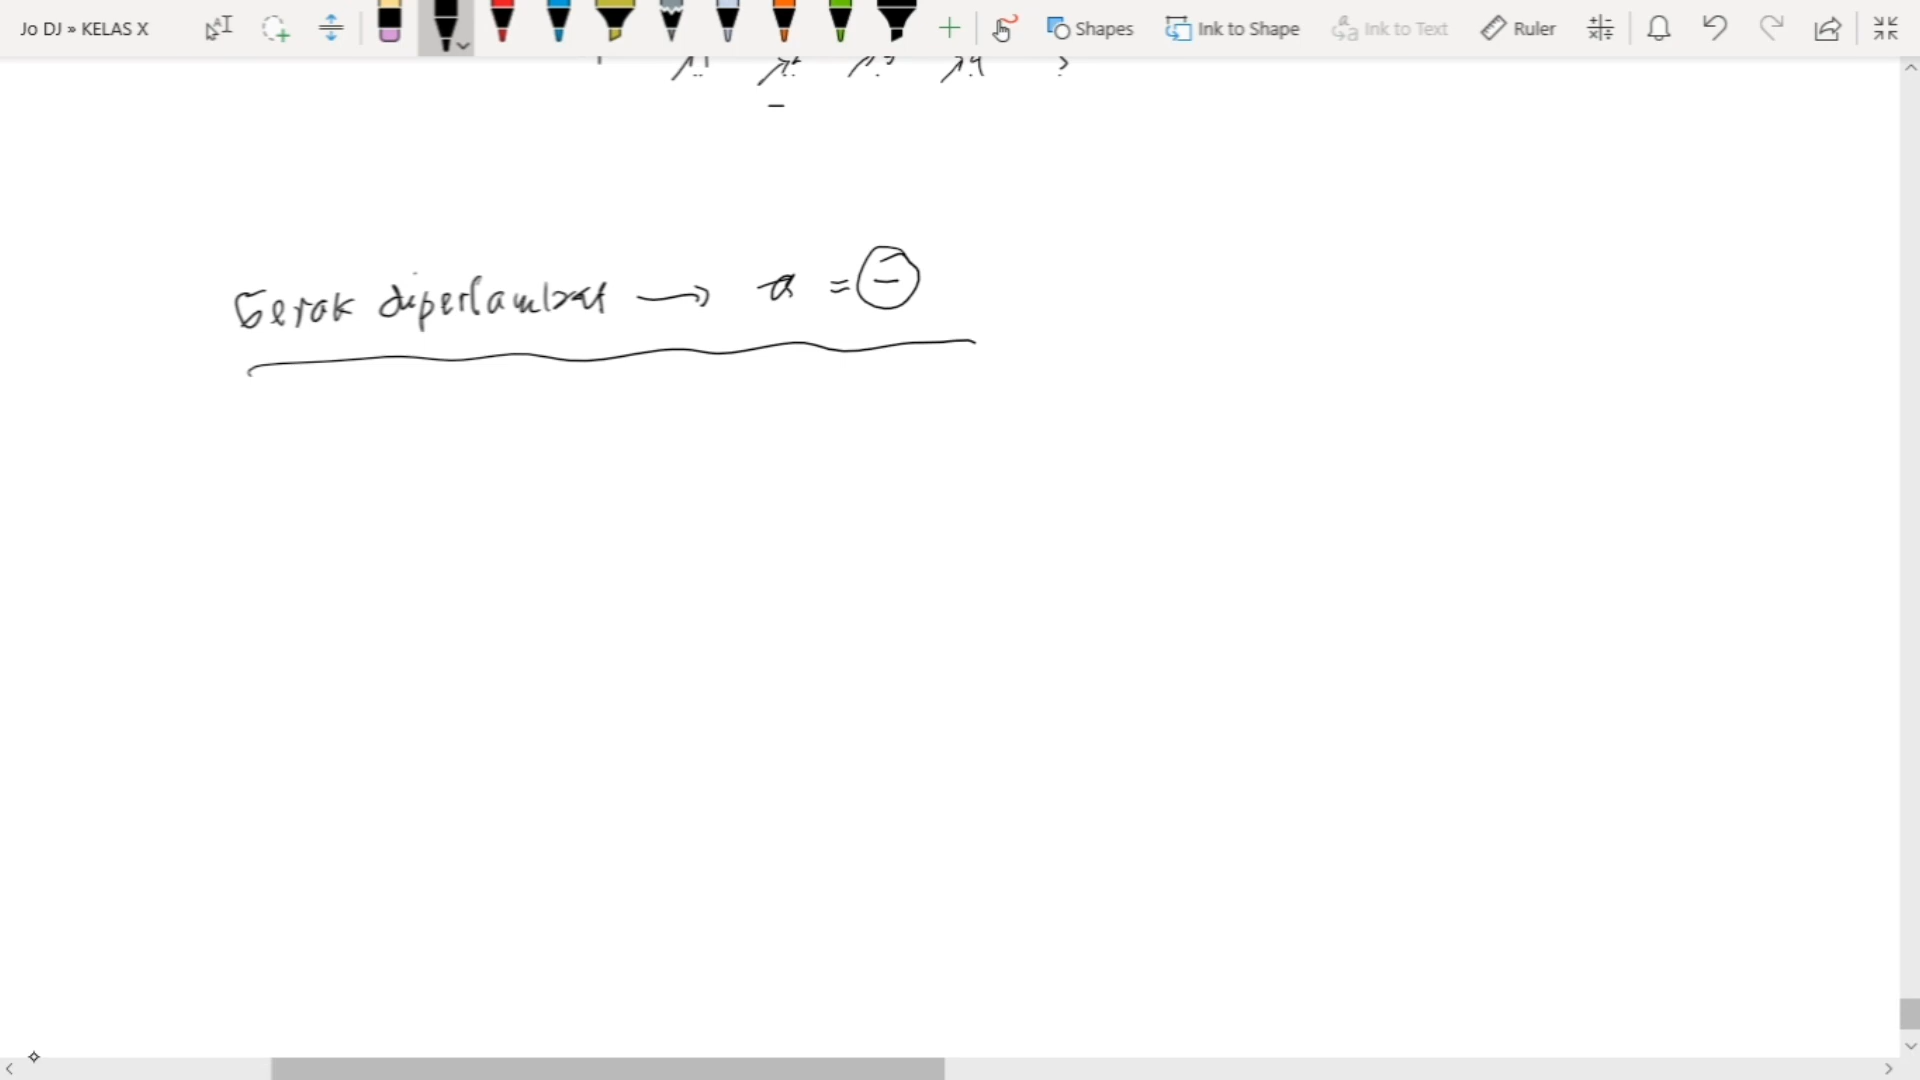 Jo DJ » KELAS X Shapes Ink to Shape Ink to Text Ruler
Gerak diperlambat → a = ⊖